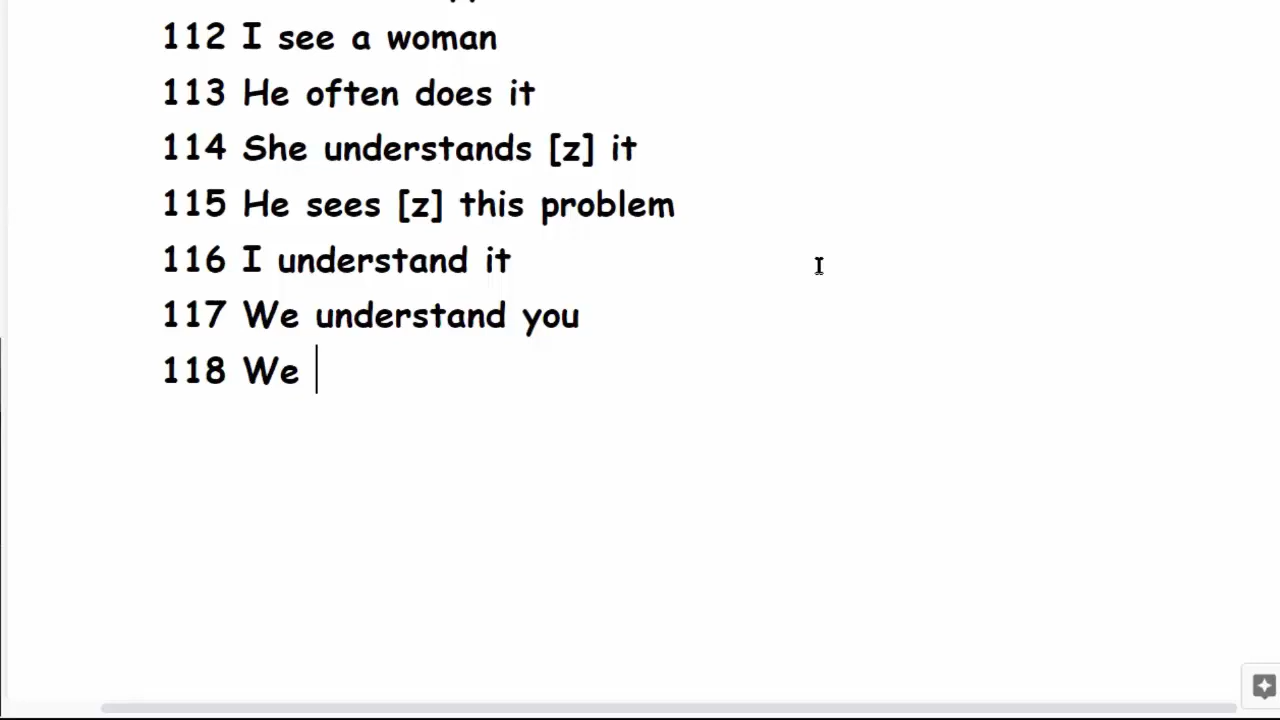 112 I see a woman
113 He often does it
114 She understands [z] it
115 He sees [z] this problem
116 I understand it
117 We understand you
118 We